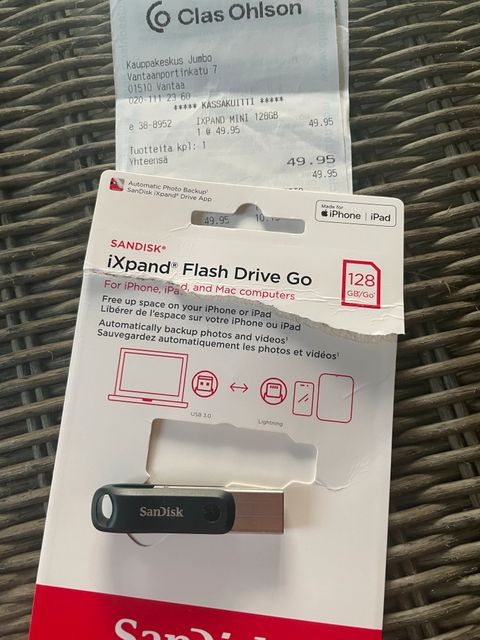 Clas Ohlson
Kauppakeskus Jumbo
Vantaanportinkatu 7
01510 Vantaa
020-111 23 60
***** KASSAKUITTI *****
e 38-8952 IXPAND MINI 128GB 49.95
1 @ 49.95
Tuotteita kpl: 1
Yhteensä 49.95
49.95
Automatic Photo Backup¹
SanDisk iXpand® Drive App
Made for
iPhone | iPad
49.95
SANDISK®
iXpand® Flash Drive Go
128
GB/Go*
For iPhone, iPad, and Mac computers
Free up space on your iPhone or iPad
Libérer de l'espace sur votre iPhone ou iPad
Automatically backup photos and videos¹
Sauvegardez automatiquement les photos et vidéos¹
USB 3.0
Lightning
SanDisk
SanDisk